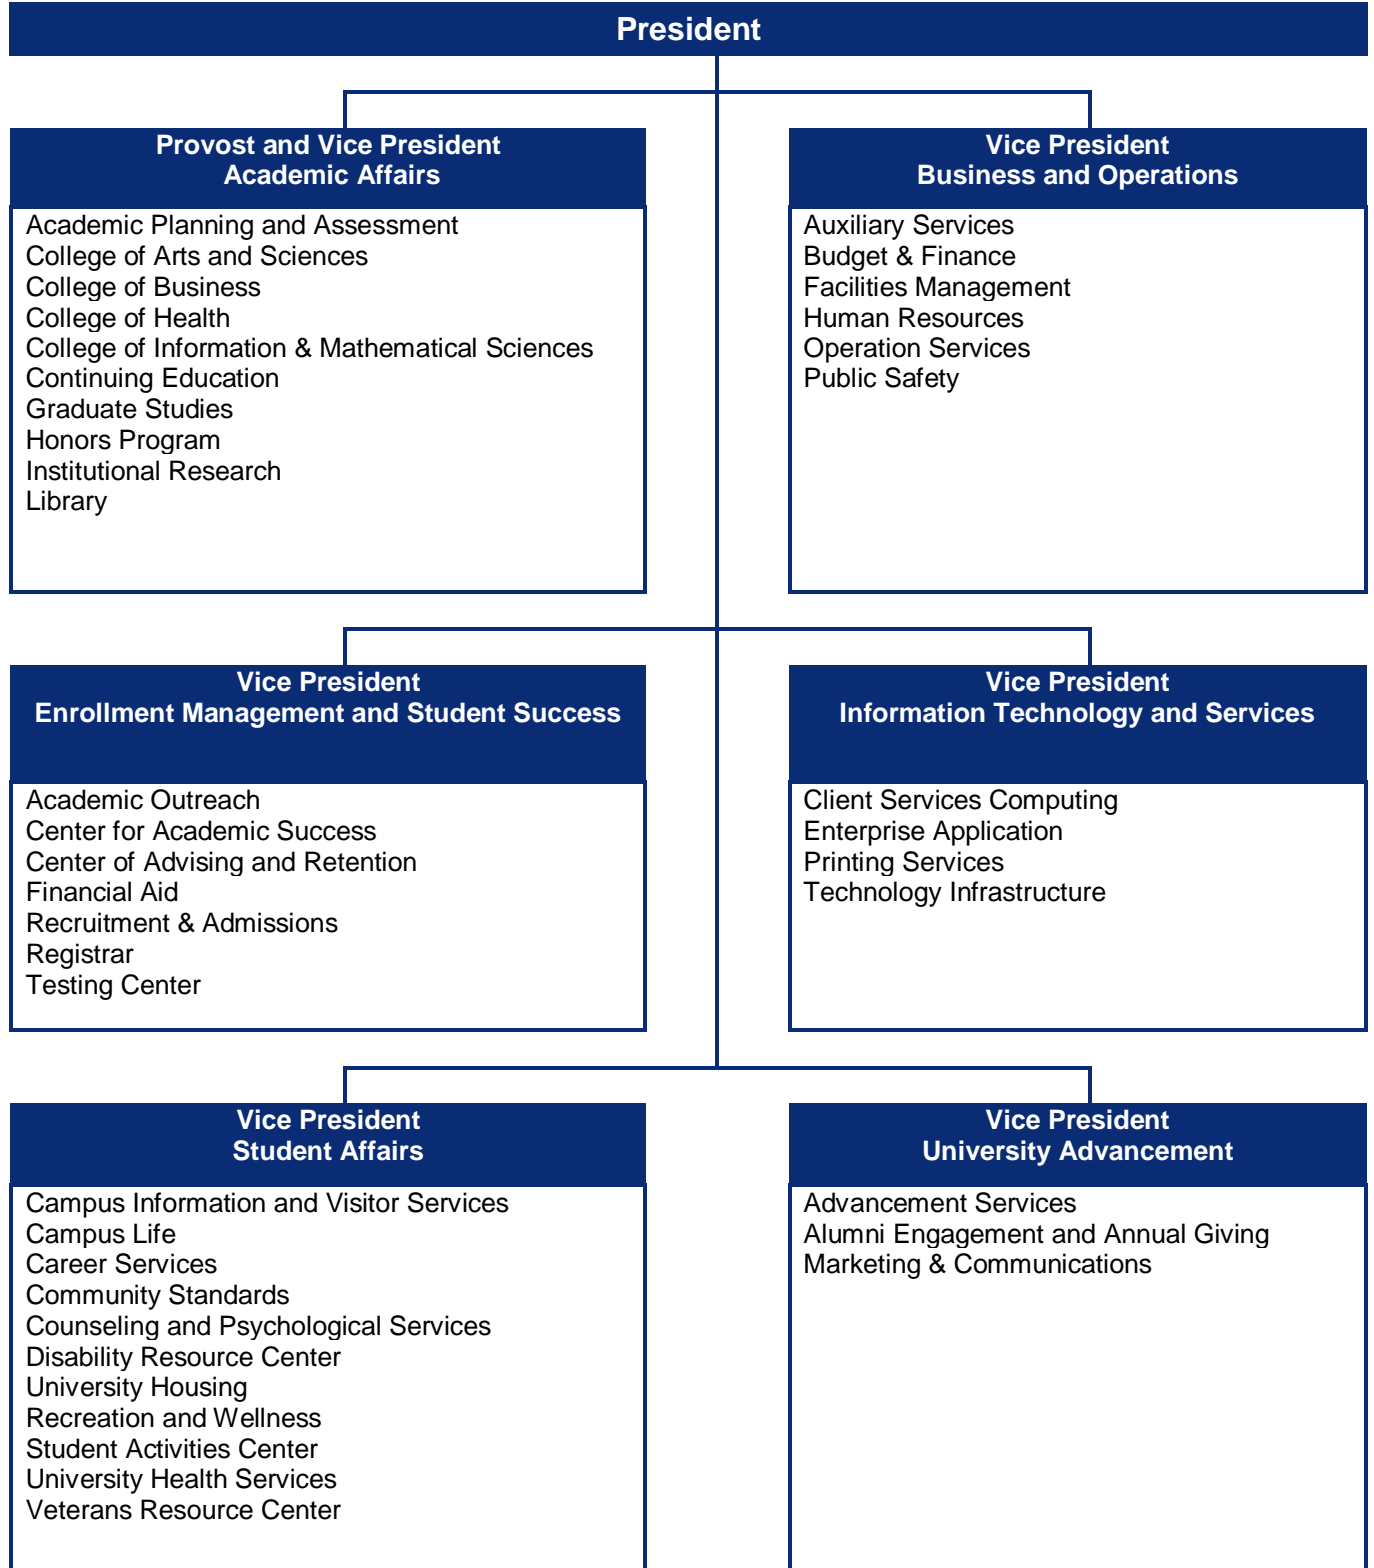 President
Provost and Vice President
Academic Affairs
Academic Planning and Assessment
College of Arts and Sciences
College of Business
College of Health
College of Information & Mathematical Sciences
Continuing Education
Graduate Studies
Honors Program
Institutional Research
Library
Vice President
Business and Operations
Auxiliary Services
Budget & Finance
Facilities Management
Human Resources
Operation Services
Public Safety
Vice President
Enrollment Management and Student Success
Academic Outreach
Center for Academic Success
Center of Advising and Retention
Financial Aid
Recruitment & Admissions
Registrar
Testing Center
Vice President
Information Technology and Services
Client Services Computing
Enterprise Application
Printing Services
Technology Infrastructure
Vice President
Student Affairs
Campus Information and Visitor Services
Campus Life
Career Services
Community Standards
Counseling and Psychological Services
Disability Resource Center
University Housing
Recreation and Wellness
Student Activities Center
University Health Services
Veterans Resource Center
Vice President
University Advancement
Advancement Services
Alumni Engagement and Annual Giving
Marketing & Communications